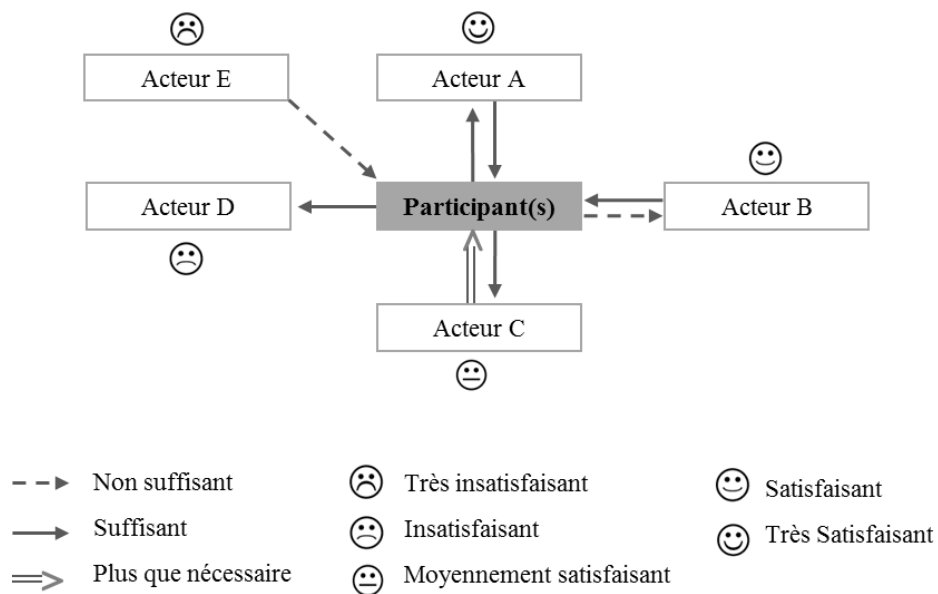 Acteur E
Acteur A
Acteur D
Participant(s)
Acteur B
Acteur C
Non suffisant
Très insatisfaisant
Satisfaisant
Suffisant
Insatisfaisant
Très Satisfaisant
Plus que nécessaire
Moyennement satisfaisant